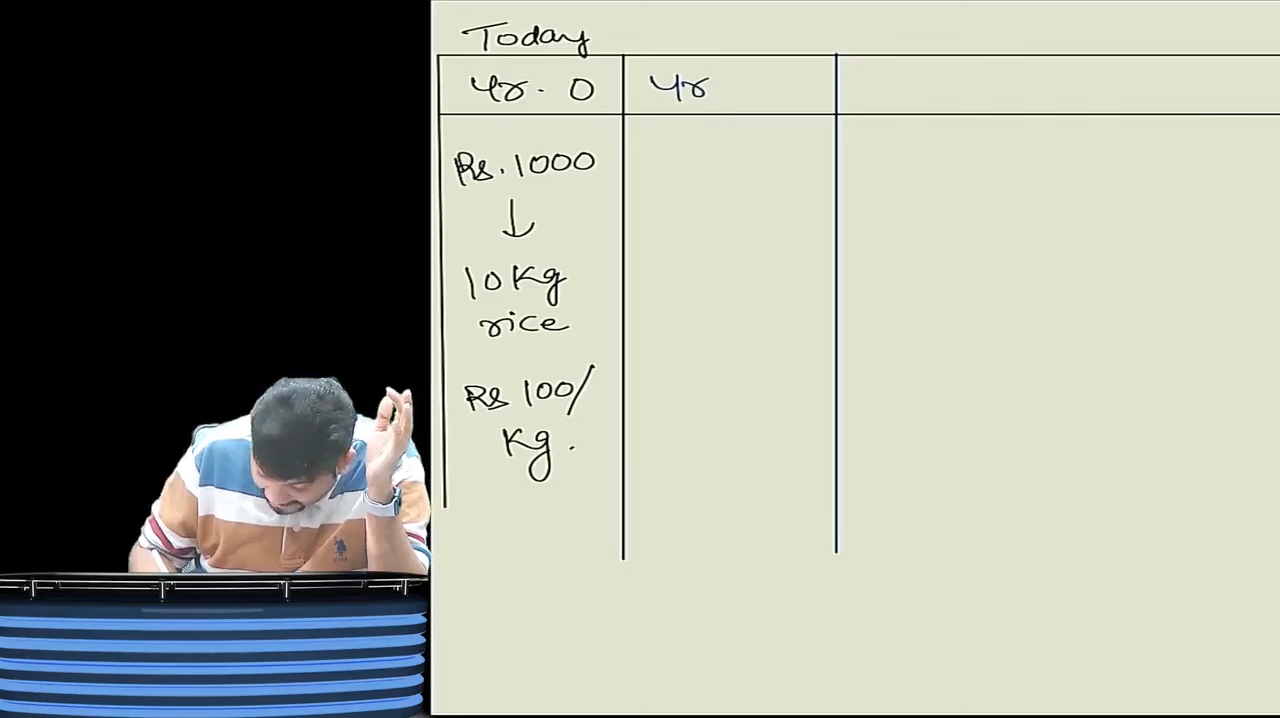 Today
Yr. 0
Yr
Rs. 1000
↓
10 Kg
rice
Rs 100/
Kg.